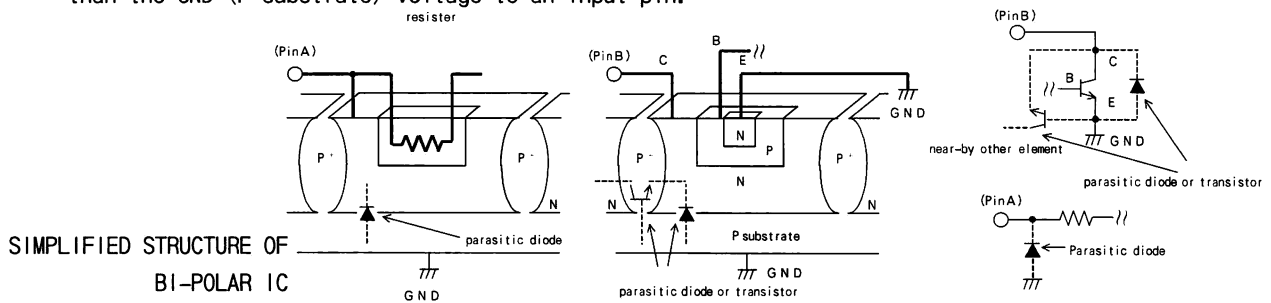 than the GND (P substrate) voltage to an input pin.
resister
(PinA)
P+
P+
N
parasitic diode
GND
(PinB)
C
B
E
GND
N
P
N
P+
P+
N
N
P substrate
GND
parasitic diode or transistor
(PinB)
C
B
E
GND
near-by other element
parasitic diode or transistor
(PinA)
Parasitic diode
SIMPLIFIED STRUCTURE OF
BI-POLAR IC